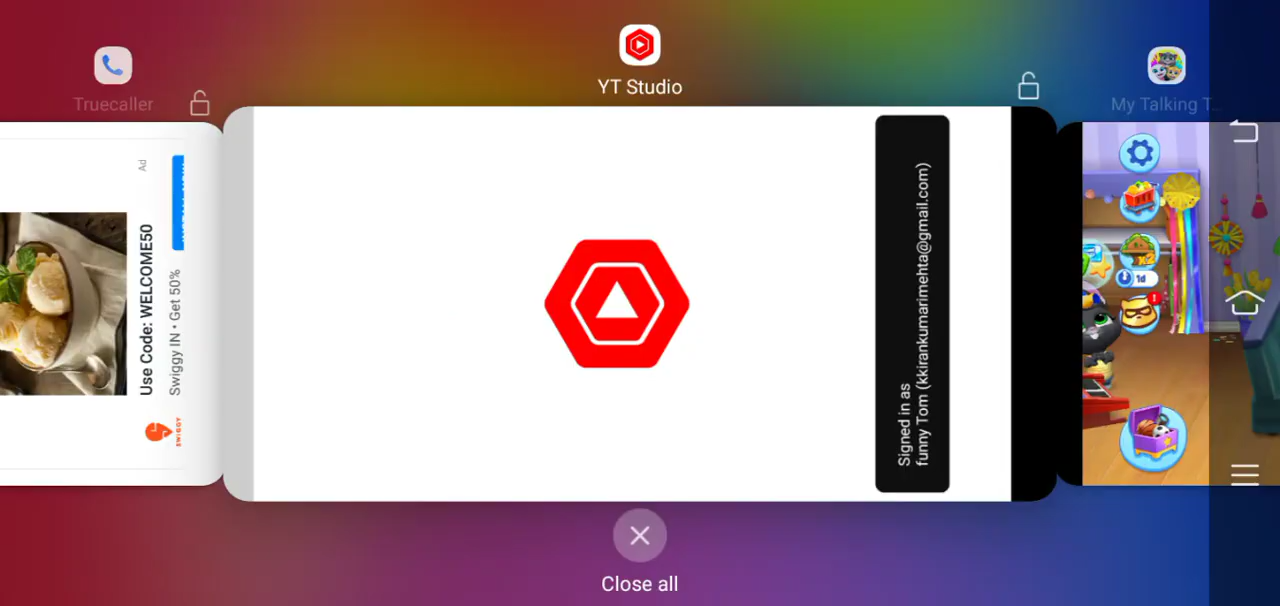 Truecaller
YT Studio
My Talking T...
Ad
Use Code: WELCOME50
Swiggy IN • Get 50%
SWIGGY
Signed in as
funny Tom (kkirankumarimehta@gmail.com)
x2
1d
!
Close all